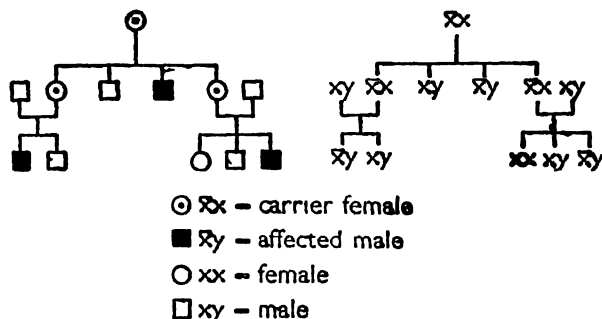 x̄x
xy x̄x xy x̄y x̄x xy
x̄y xy xx xy x̄y
x̄x – carrier female
x̄y – affected male
xx – female
xy – male